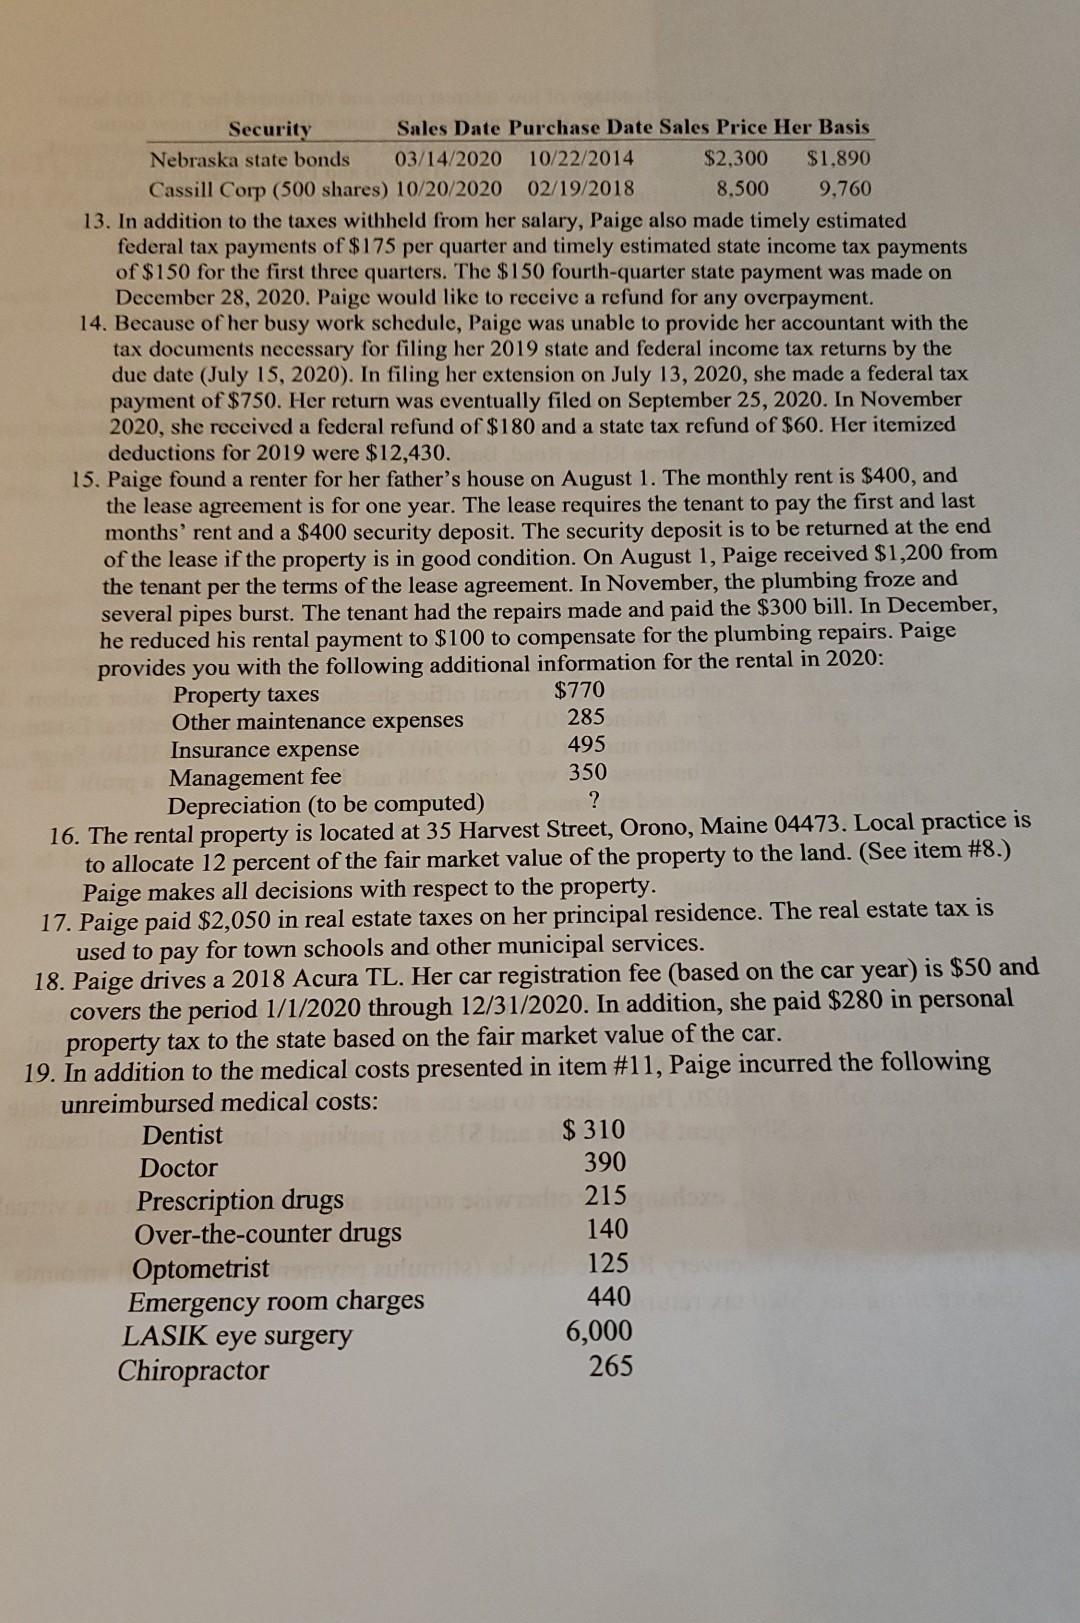 Security Sales Date Purchase Date Sales Price Her Basis
Nebraska state bonds 03/14/2020 10/22/2014 $2,300 $1,890
Cassill Corp (500 shares) 10/20/2020 02/19/2018 8,500 9,760
13. In addition to the taxes withheld from her salary, Paige also made timely estimated
federal tax payments of $175 per quarter and timely estimated state income tax payments
of $150 for the first three quarters. The $150 fourth-quarter state payment was made on
December 28, 2020. Paige would like to receive a refund for any overpayment.
14. Because of her busy work schedule, Paige was unable to provide her accountant with the
tax documents necessary for filing her 2019 state and federal income tax returns by the
due date (July 15, 2020). In filing her extension on July 13, 2020, she made a federal tax
payment of $750. Her return was eventually filed on September 25, 2020. In November
2020, she received a federal refund of $180 and a state tax refund of $60. Her itemized
deductions for 2019 were $12,430.
15. Paige found a renter for her father's house on August 1. The monthly rent is $400, and
the lease agreement is for one year. The lease requires the tenant to pay the first and last
months' rent and a $400 security deposit. The security deposit is to be returned at the end
of the lease if the property is in good condition. On August 1, Paige received $1,200 from
the tenant per the terms of the lease agreement. In November, the plumbing froze and
several pipes burst. The tenant had the repairs made and paid the $300 bill. In December,
he reduced his rental payment to $100 to compensate for the plumbing repairs. Paige
provides you with the following additional information for the rental in 2020:
Property taxes $770
Other maintenance expenses 285
Insurance expense 495
Management fee 350
Depreciation (to be computed) ?
16. The rental property is located at 35 Harvest Street, Orono, Maine 04473. Local practice is
to allocate 12 percent of the fair market value of the property to the land. (See item #8.)
Paige makes all decisions with respect to the property.
17. Paige paid $2,050 in real estate taxes on her principal residence. The real estate tax is
used to pay for town schools and other municipal services.
18. Paige drives a 2018 Acura TL. Her car registration fee (based on the car year) is $50 and
covers the period 1/1/2020 through 12/31/2020. In addition, she paid $280 in personal
property tax to the state based on the fair market value of the car.
19. In addition to the medical costs presented in item #11, Paige incurred the following
unreimbursed medical costs:
Dentist $ 310
Doctor 390
Prescription drugs 215
Over-the-counter drugs 140
Optometrist 125
Emergency room charges 440
LASIK eye surgery 6,000
Chiropractor 265